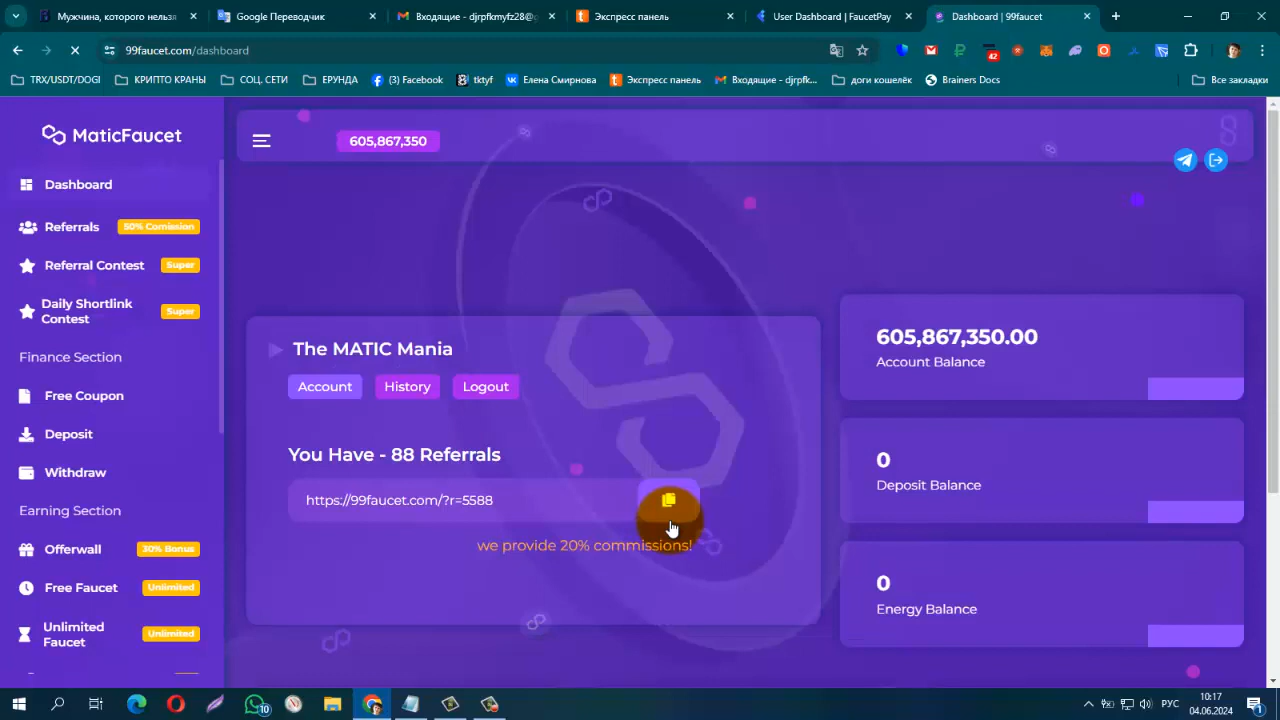 Мужчина, которого нельзя
Google Переводчик
Входящие - djrpfkmyfz28@
Экспресс панель
User Dashboard | FaucetPay
Dashboard | 99faucet
99faucet.com/dashboard
42
TRX/USDT/DOGI
КРИПТО КРАНЫ
СОЦ. СЕТИ
ЕРУНДА
(3) Facebook
tktyf
Елена Смирнова
Экспресс панель
Входящие - djrpfk...
доги кошелёк
Brainers Docs
Все закладки
MaticFaucet
605,867,350
Dashboard
Referrals
50% Comission
Referral Contest
Super
Daily Shortlink
Contest
Super
Finance Section
Free Coupon
Deposit
Withdraw
Earning Section
Offerwall
30% Bonus
Free Faucet
Unlimited
Unlimited
Faucet
Unlimited
The MATIC Mania
Account
History
Logout
You Have - 88 Referrals
https://99faucet.com/?r=5588
we provide 20% commissions!
605,867,350.00
Account Balance
0
Deposit Balance
0
Energy Balance
10
РУС
10:17
04.06.2024
1